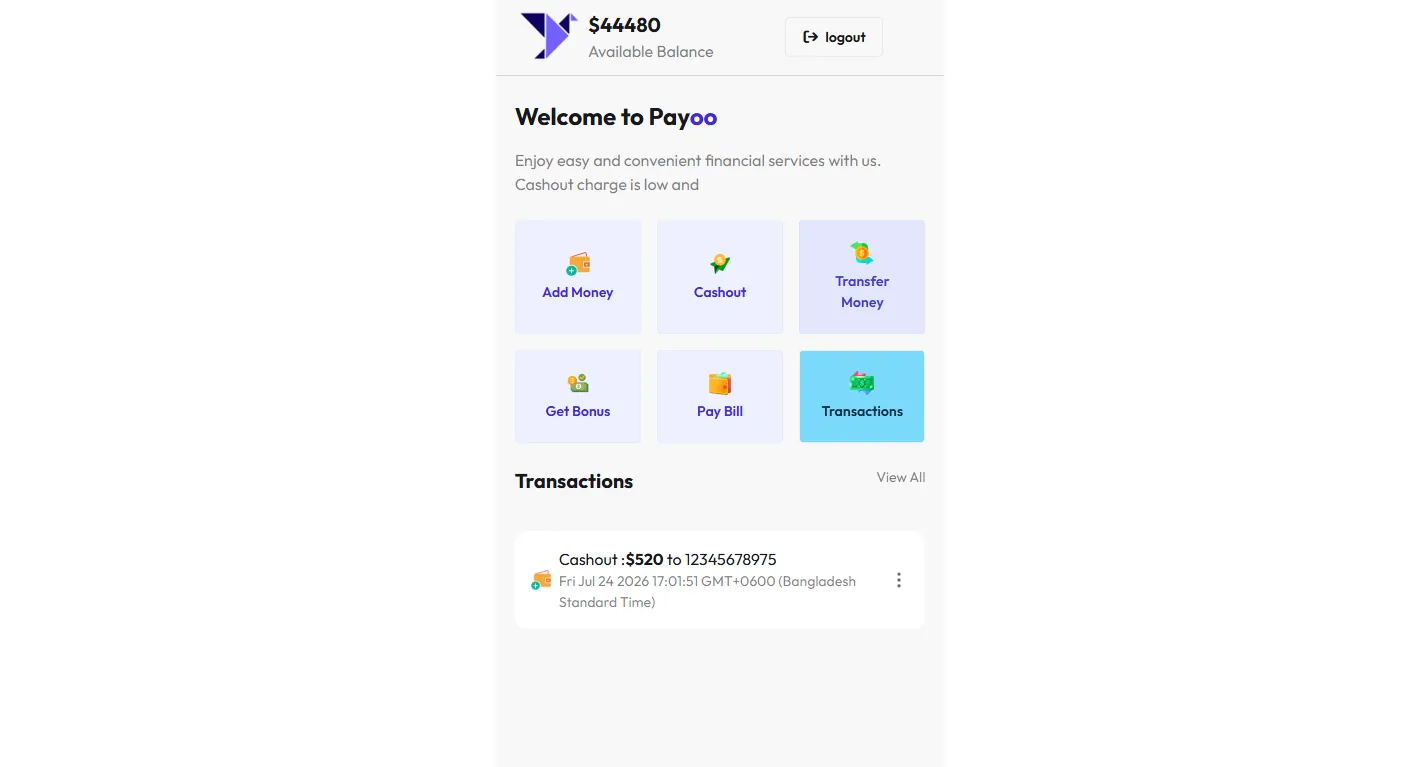 $44480
Available Balance
logout
Welcome to Payoo
Enjoy easy and convenient financial services with us.
Cashout charge is low and
Add Money
Cashout
Transfer
Money
Get Bonus
Pay Bill
Transactions
Transactions
View All
Cashout :$520 to 12345678975
Fri Jul 24 2026 17:01:51 GMT+0600 (Bangladesh
Standard Time)